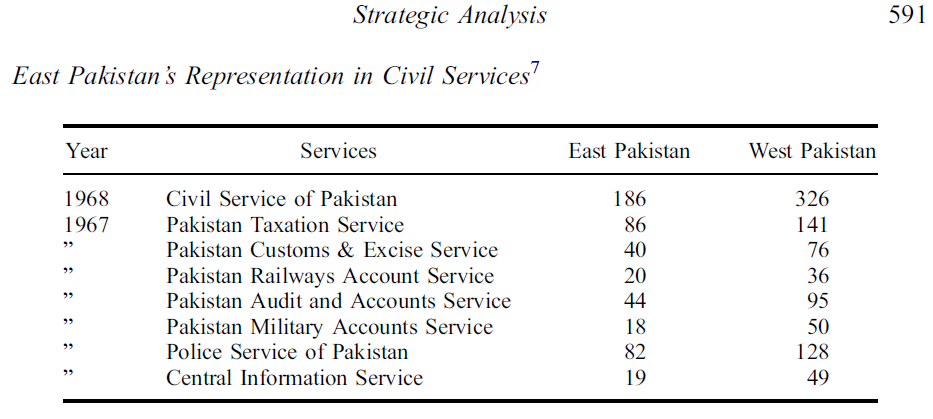 Strategic Analysis 591
East Pakistan's Representation in Civil Services7
Year Services East Pakistan West Pakistan
1968 Civil Service of Pakistan 186 326
1967 Pakistan Taxation Service 86 141
” Pakistan Customs & Excise Service 40 76
” Pakistan Railways Account Service 20 36
” Pakistan Audit and Accounts Service 44 95
” Pakistan Military Accounts Service 18 50
” Police Service of Pakistan 82 128
” Central Information Service 19 49